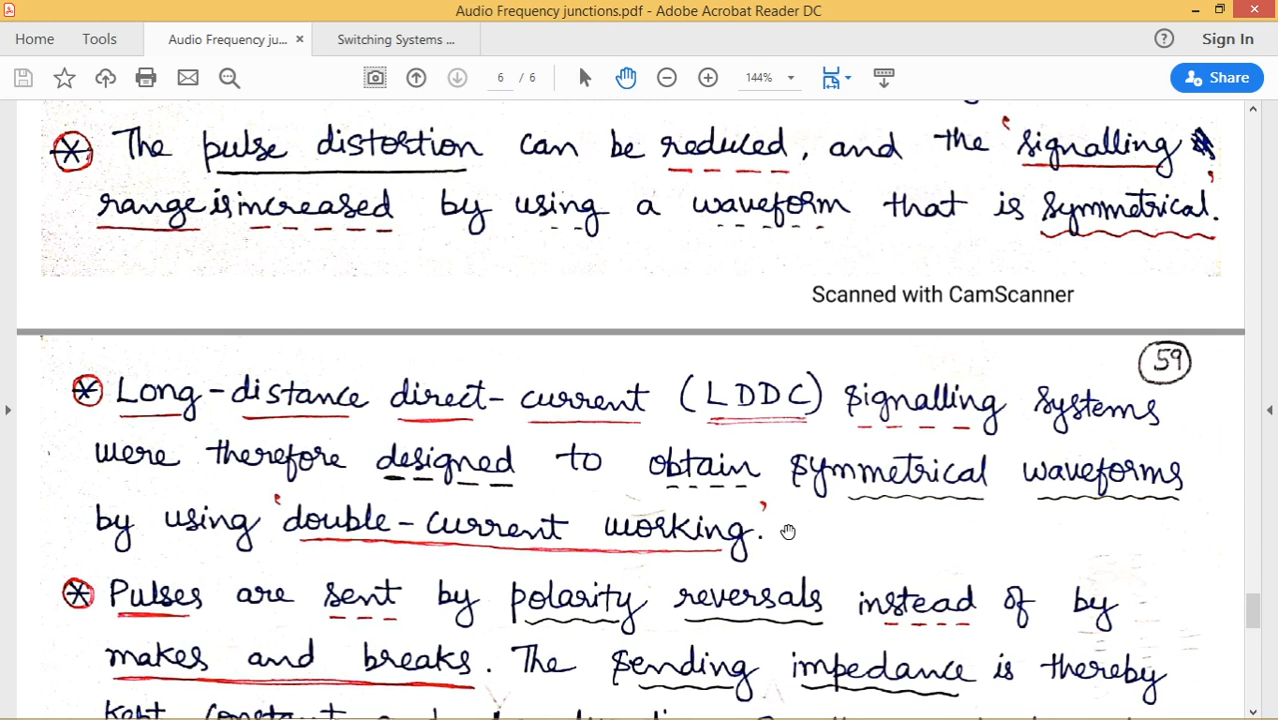 Audio Frequency junctions.pdf - Adobe Acrobat Reader DC
Home Tools Audio Frequency ju... × Switching Systems ... Sign In
6 / 6 144% Share
The pulse distortion can be reduced, and the 'signalling
range is increased by using a waveform that is symmetrical.'
Scanned with CamScanner
59
Long-distance direct-current (LDDC) signalling systems
were therefore designed to obtain symmetrical waveforms
by using 'double-current working.'
Pulses are sent by polarity reversals instead of by
makes and breaks. The sending impedance is thereby
kept constant and